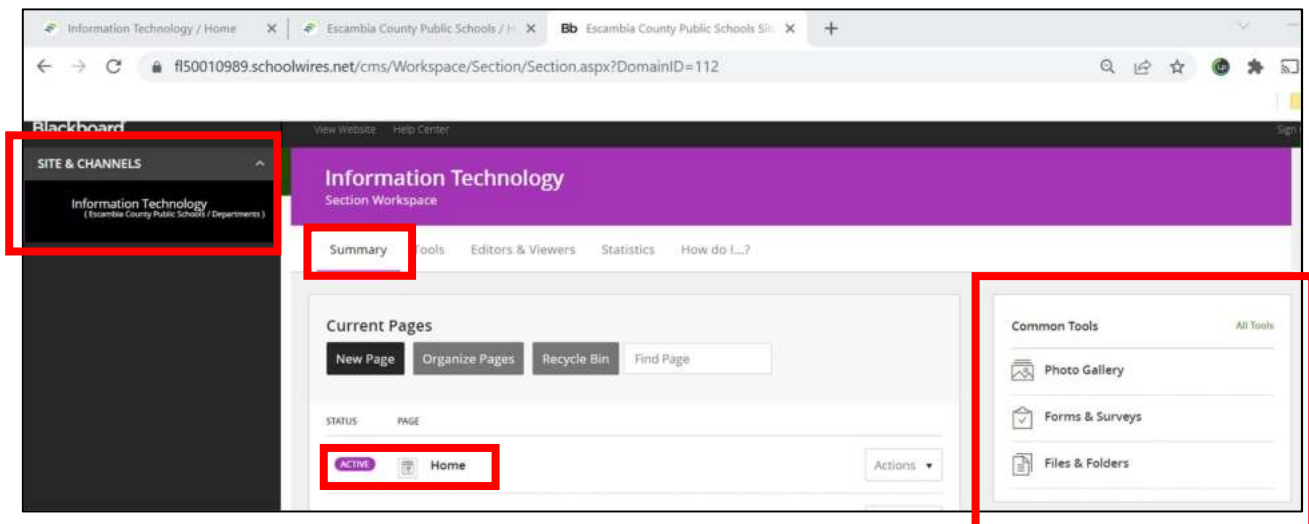 Information Technology / Home
Escambia County Public Schools / H
Bb Escambia County Public Schools Sit
fl50010989.schoolwires.net/cms/Workspace/Section/Section.aspx?DomainID=112
Blackboard
View Website Help Center
Sign
SITE & CHANNELS
Information Technology
( Escambia County Public Schools / Departments )
Information Technology
Section Workspace
Summary Tools Editors & Viewers Statistics How do I...?
Current Pages
New Page Organize Pages Recycle Bin Find Page
STATUS PAGE
ACTIVE Home Actions
Common Tools All Tools
Photo Gallery
Forms & Surveys
Files & Folders